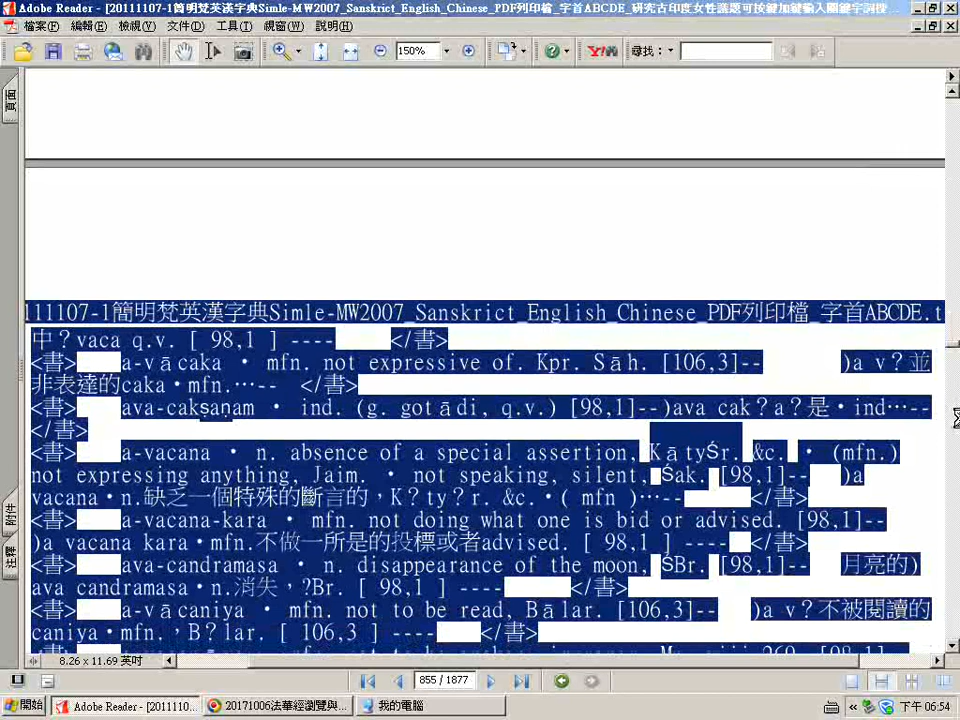 Adobe Reader - [20111107-1簡明梵英漢字典Simle-MW2007_Sanskrict_English_Chinese_PDF列印檔_字首ABCDE_研究古印度女性議題可按鍵加鍵輸入關鍵字詞搜
檔案(F) 編輯(E) 檢視(V) 文件(D) 工具(T) 視窗(W) 說明(H)
150% Y! 尋找:
頁面
111107-1簡明梵英漢字典Simle-MW2007_Sanskrict_English_Chinese_PDF列印檔_字首ABCDE.t
中？vaca q.v. [ 98,1 ] ---- </書>
<書> a-vācaka • mfn. not expressive of. Kpr. Sāh. [106,3]-- )a v？並
非表達的caka•mfn.…-- </書>
<書> ava-cakṣaṇam • ind. (g. gotādi, q.v.) [98,1]--)ava cak？a？是•ind…--
</書>
<書> a-vacana • n. absence of a special assertion, KātyŚr. &c. • (mfn.)
not expressing anything, Jaim. • not speaking, silent, Śak. [98,1]-- )a
vacana•n.缺乏一個特殊的斷言的，K？ty？r. &c.•( mfn )…-- </書>
<書> a-vacana-kara • mfn. not doing what one is bid or advised. [98,1]--
)a vacana kara•mfn.不做一所是的投標或者advised. [ 98,1 ] ---- </書>
<書> ava-candramasa • n. disappearance of the moon, ŚBr. [98,1]-- 月亮的)
ava candramasa•n.消失，?Br. [ 98,1 ] ---- </書>
<書> a-vācaniya • mfn. not to be read, Bālar. [106,3]-- )a v？不被閱讀的
caniya•mfn.，B？lar. [ 106,3 ] ---- </書>
附件
注釋
8.26 x 11.69 英吋
855 / 1877
開始 Adobe Reader - [2011110... 20171006法華經瀏覽與... 我的電腦 下午 06:54